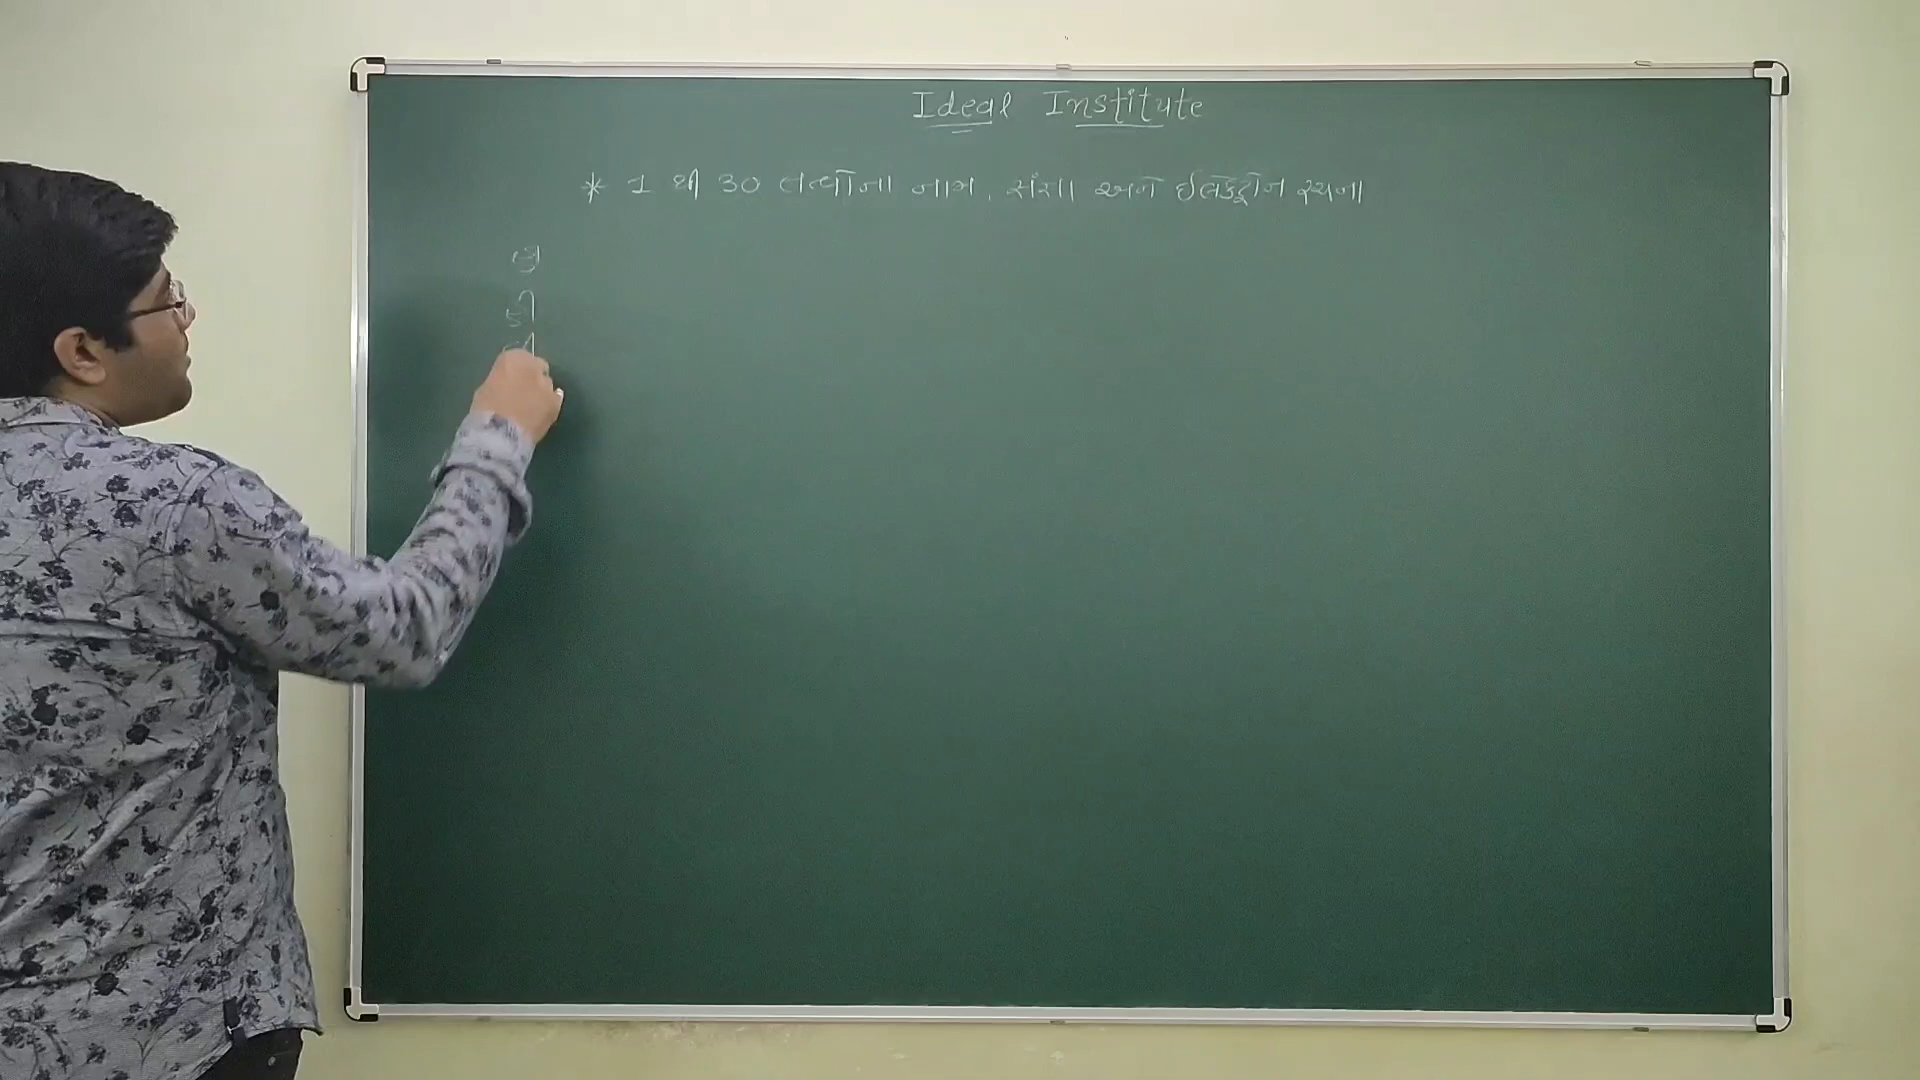 Ideal Institute
* 1 થી 30 તત્વોના નામ, સંજ્ઞા અને ઈલેક્ટ્રોન રચના